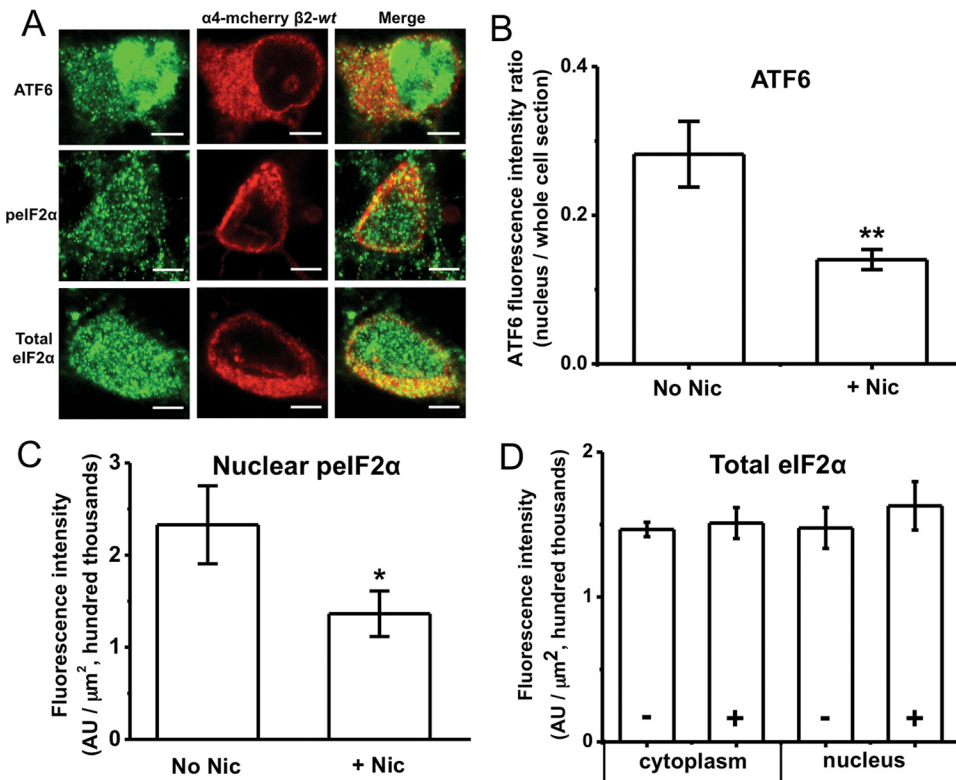 A
α4-mcherry β2-wt
Merge
ATF6
peIF2α
Total
eIF2α
B
ATF6
ATF6 fluorescence intensity ratio
(nucleus / whole cell section)
0.4
0.2
0.0
**
No Nic
+ Nic
C
Nuclear peIF2α
Fluorescence intensity
(AU / μm², hundred thousands)
3
2
1
0
*
No Nic
+ Nic
D
Total eIF2α
Fluorescence intensity
(AU / μm², hundred thousands)
2
1
0
- + - +
cytoplasm nucleus